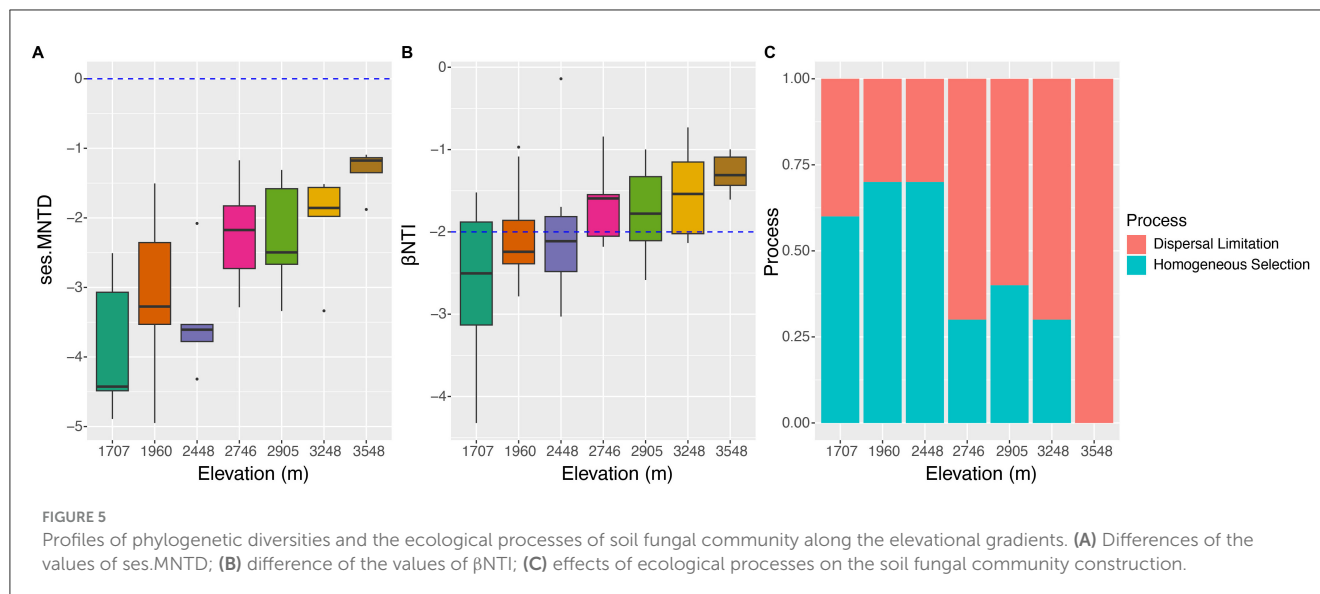 A
ses.MNTD
0
−1
−2
−3
−4
−5
1707 1960 2448 2746 2905 3248 3548
Elevation (m)
B
βNTI
0
−1
−2
−3
−4
1707 1960 2448 2746 2905 3248 3548
Elevation (m)
C
Process
1.00
0.75
0.50
0.25
0.00
1707 1960 2448 2746 2905 3248 3548
Elevation (m)
Process
Dispersal Limitation
Homogeneous Selection
FIGURE 5
Profiles of phylogenetic diversities and the ecological processes of soil fungal community along the elevational gradients. (A) Differences of the
values of ses.MNTD; (B) difference of the values of βNTI; (C) effects of ecological processes on the soil fungal community construction.